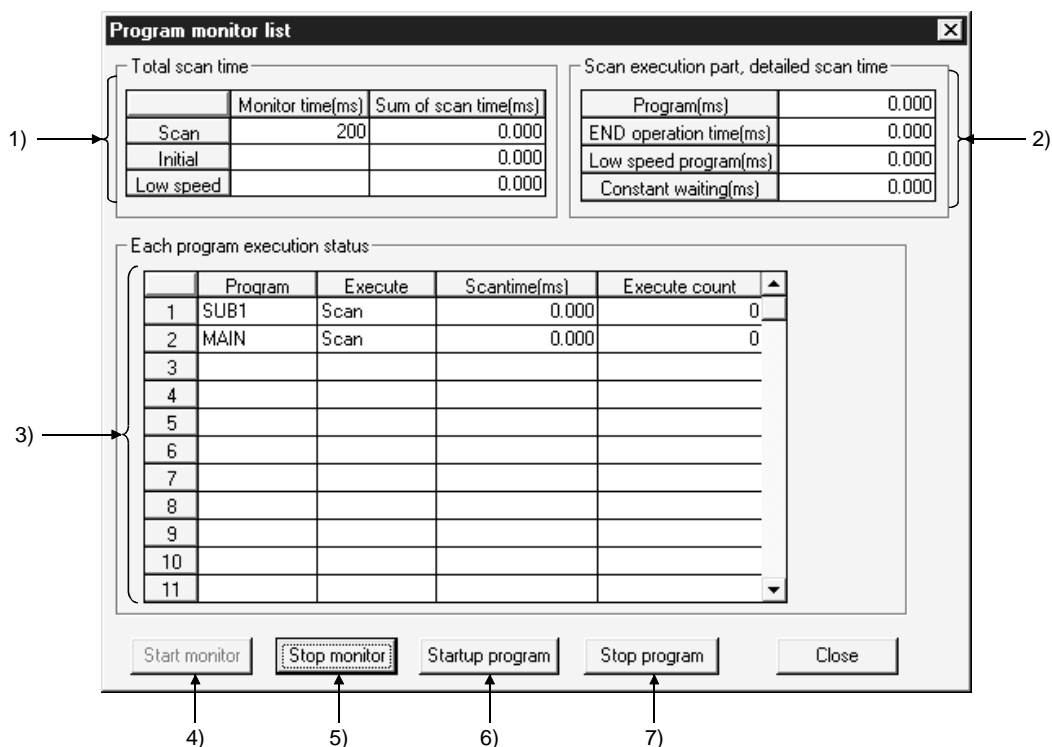 Program monitor list
Total scan time
Scan execution part, detailed scan time
Monitor time(ms) Sum of scan time(ms)
Scan 200 0.000
Initial 0.000
Low speed 0.000
Program(ms) 0.000
END operation time(ms) 0.000
Low speed program(ms) 0.000
Constant waiting(ms) 0.000
1)
2)
Each program execution status
Program Execute Scantime(ms) Execute count
1 SUB1 Scan 0.000 0
2 MAIN Scan 0.000 0
3
4
5
6
7
8
9
10
11
3)
Start monitor Stop monitor Startup program Stop program Close
4) 5) 6) 7)